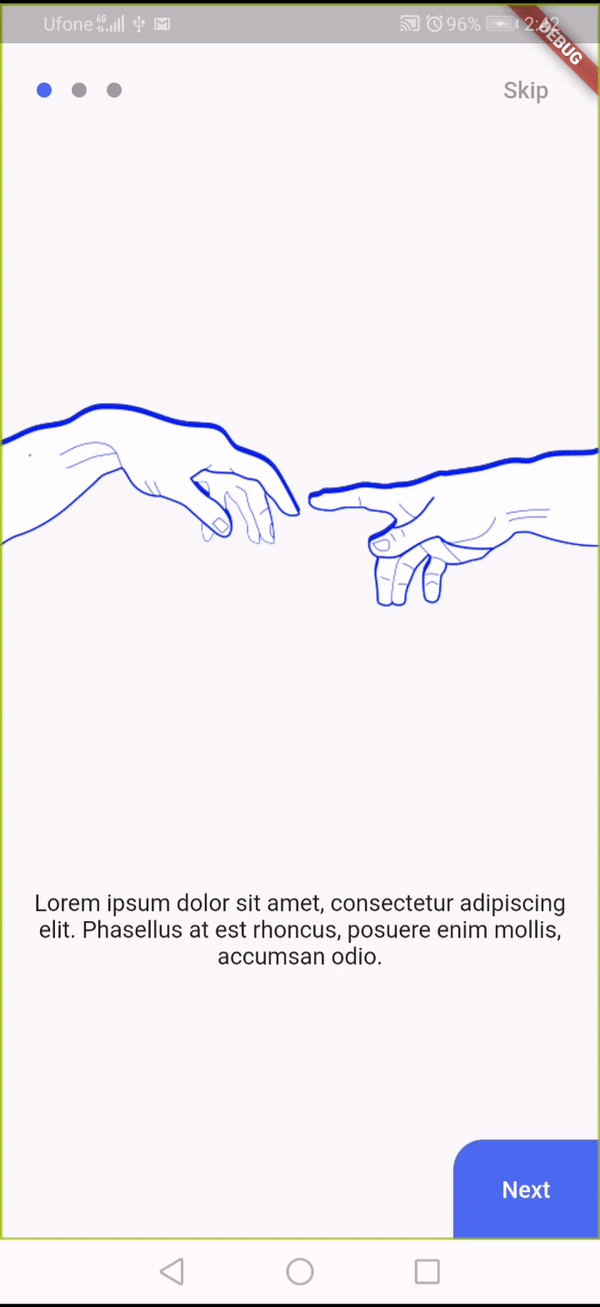 Ufone 4G 96% 2:42
DEBUG
Skip
Lorem ipsum dolor sit amet, consectetur adipiscing
elit. Phasellus at est rhoncus, posuere enim mollis,
accumsan odio.
Next